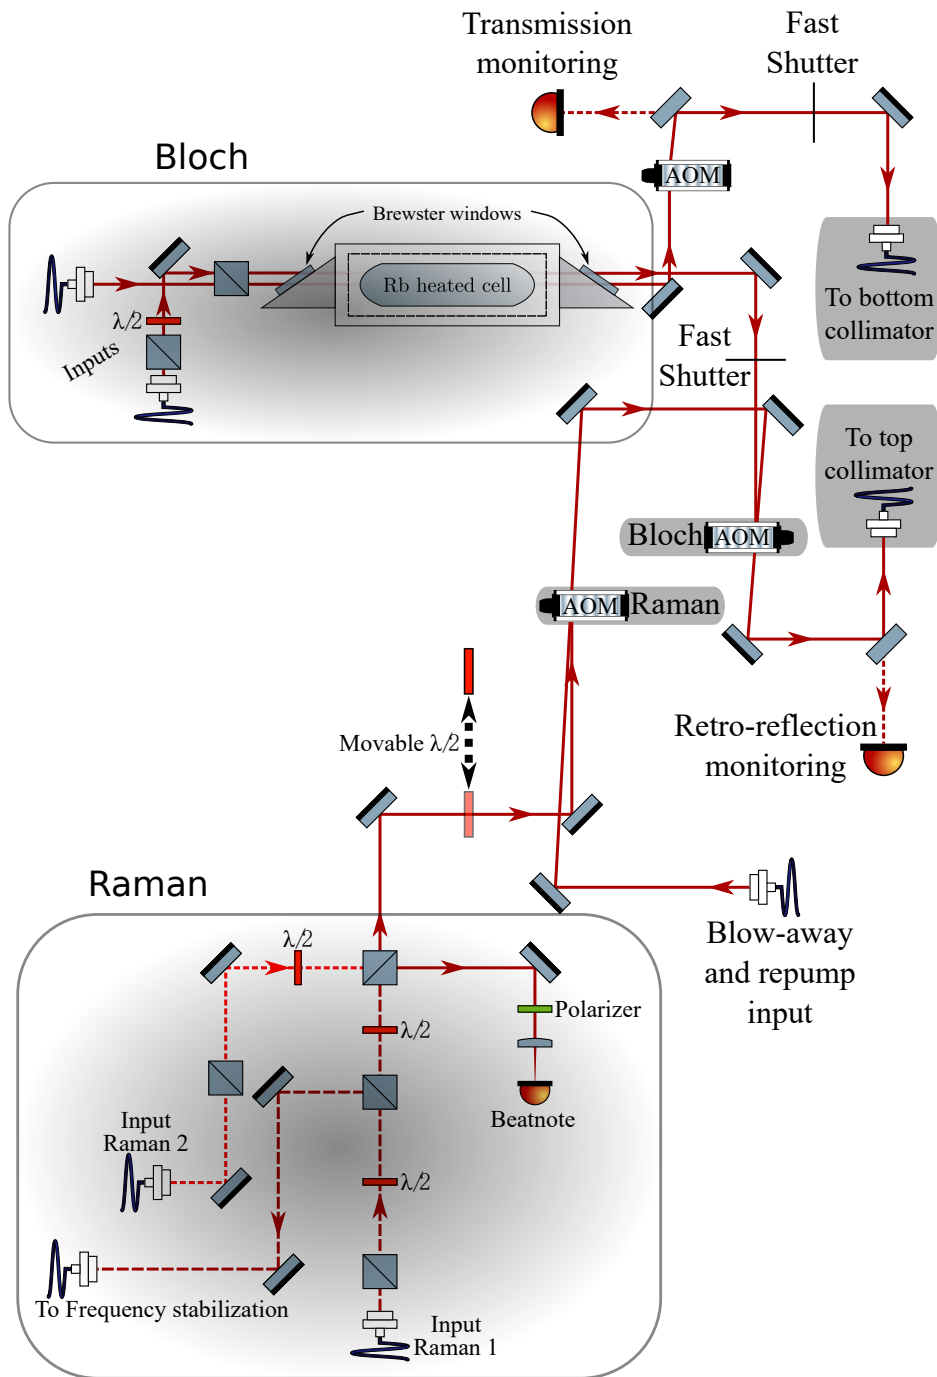 Transmission
monitoring
Fast
Shutter
Bloch
AOM
Brewster windows
Rb heated cell
λ/2
Inputs
To bottom
collimator
Fast
Shutter
To top
collimator
Bloch
AOM
AOM
Raman
Movable λ/2
Retro-reflection
monitoring
Raman
Blow-away
and repump
input
λ/2
Polarizer
λ/2
Beatnote
Input
Raman 2
λ/2
To Frequency stabilization
Input
Raman 1